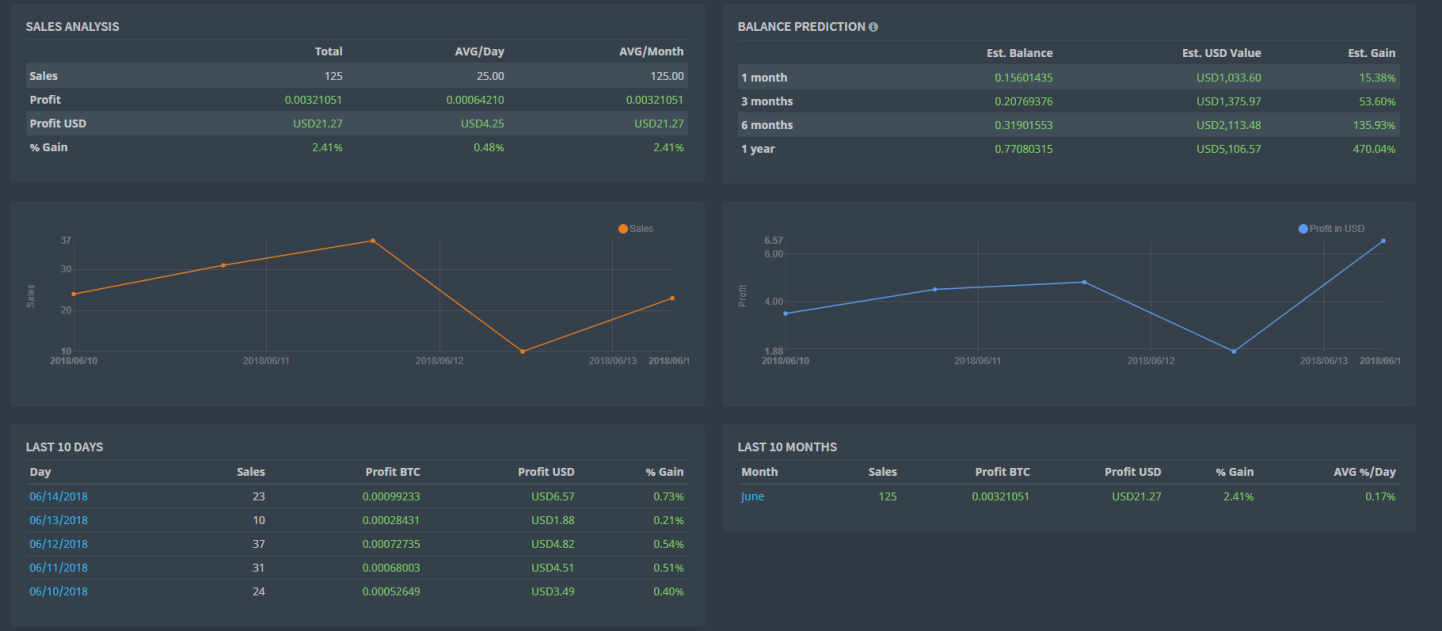 SALES ANALYSIS
Total AVG/Day AVG/Month
Sales 125 25.00 125.00
Profit 0.00321051 0.00064210 0.00321051
Profit USD USD21.27 USD4.25 USD21.27
% Gain 2.41% 0.48% 2.41%
BALANCE PREDICTION
Est. Balance Est. USD Value Est. Gain
1 month 0.15601435 USD1,033.60 15.38%
3 months 0.20769376 USD1,375.97 53.60%
6 months 0.31901553 USD2,113.48 135.93%
1 year 0.77080315 USD5,106.57 470.04%
Sales
37
30
20
10
Sales
2018/06/10 2018/06/11 2018/06/12 2018/06/13 2018/06/1
Profit in USD
6.57
6.00
4.00
1.88
Profit
2018/06/10 2018/06/11 2018/06/12 2018/06/13 2018/06/1
LAST 10 DAYS
Day Sales Profit BTC Profit USD % Gain
06/14/2018 23 0.00099233 USD6.57 0.73%
06/13/2018 10 0.00028431 USD1.88 0.21%
06/12/2018 37 0.00072735 USD4.82 0.54%
06/11/2018 31 0.00068003 USD4.51 0.51%
06/10/2018 24 0.00052649 USD3.49 0.40%
LAST 10 MONTHS
Month Sales Profit BTC Profit USD % Gain AVG %/Day
June 125 0.00321051 USD21.27 2.41% 0.17%